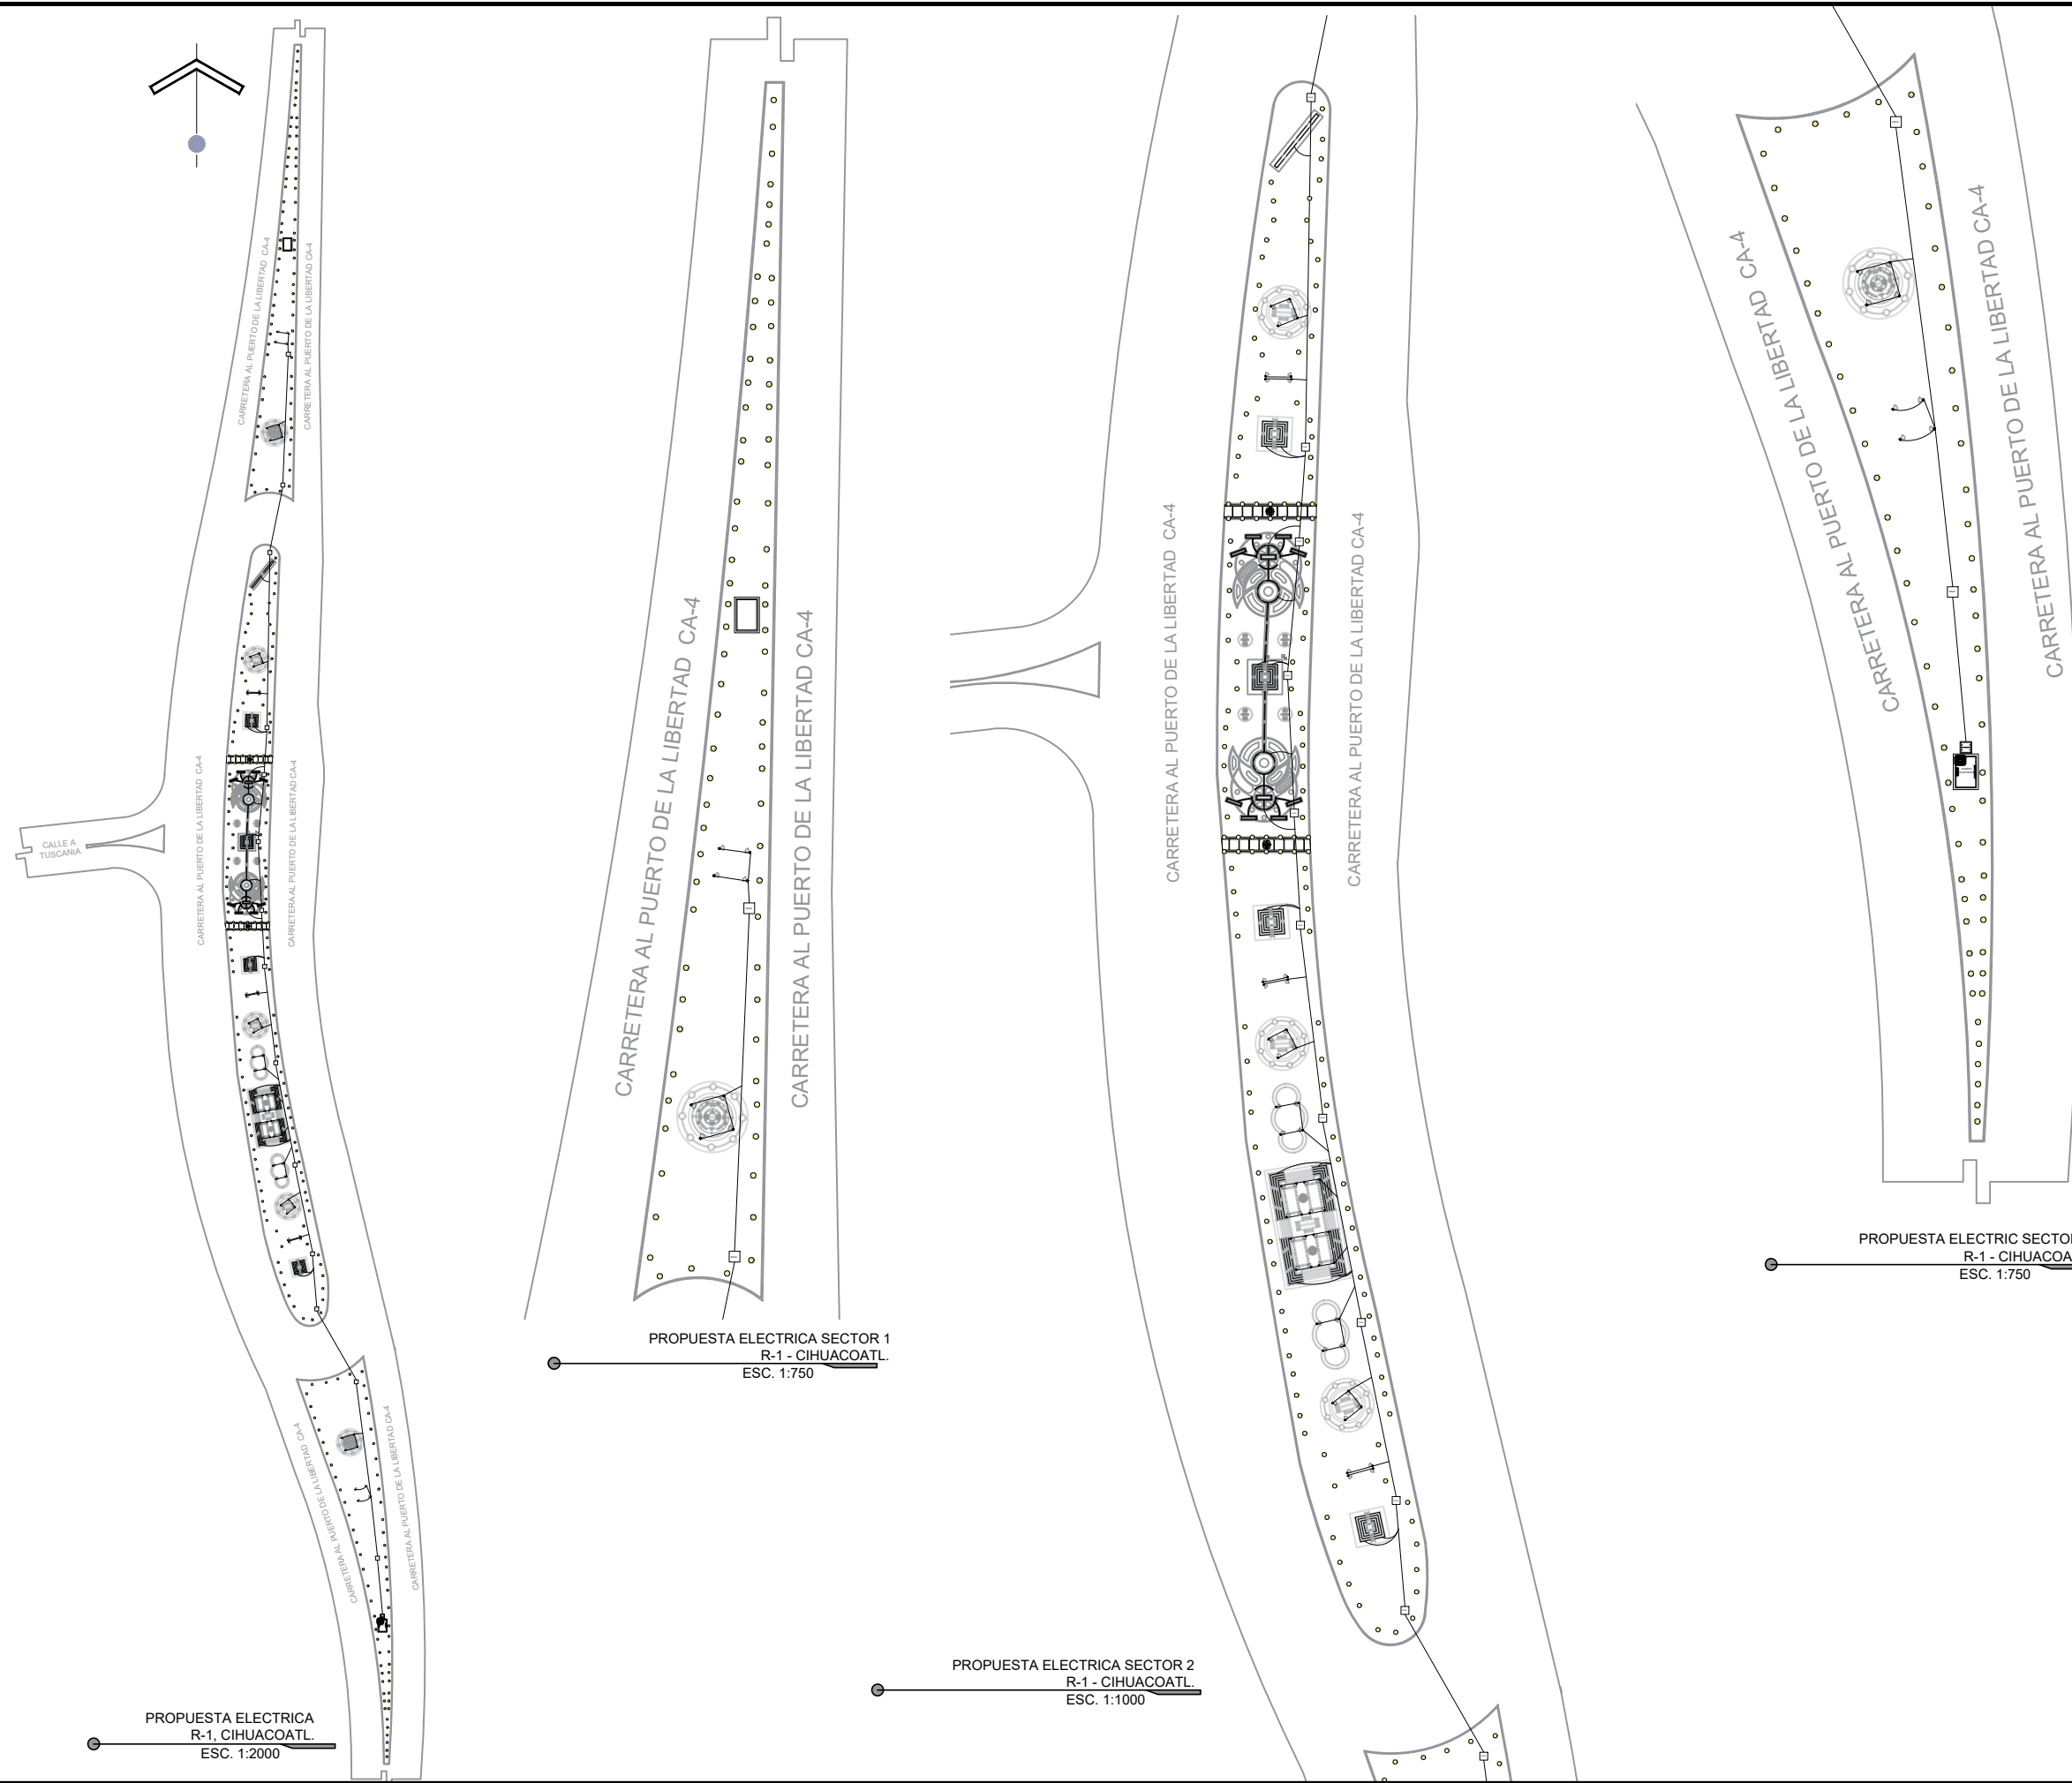 CARRETERA AL PUERTO DE LA LIBERTAD CA-4
CARRETERA AL PUERTO DE LA LIBERTAD CA-4
CARRETERA AL PUERTO DE LA LIBERTAD CA-4
CARRETERA AL PUERTO DE LA LIBERTAD CA-4
CALLE A
TUSCANIA
CARRETERA AL PUERTO DE LA LIBERTAD CA-4
CARRETERA AL PUERTO DE LA LIBERTAD CA-4
PROPUESTA ELECTRICA
R-1, CIHUACOATL.
ESC. 1:2000
CARRETERA AL PUERTO DE LA LIBERTAD CA-4
CARRETERA AL PUERTO DE LA LIBERTAD CA-4
PROPUESTA ELECTRICA SECTOR 1
R-1 - CIHUACOATL.
ESC. 1:750
CARRETERA AL PUERTO DE LA LIBERTAD CA-4
CARRETERA AL PUERTO DE LA LIBERTAD CA-4
PROPUESTA ELECTRICA SECTOR 2
R-1 - CIHUACOATL.
ESC. 1:1000
CARRETERA AL PUERTO DE LA LIBERTAD CA-4
CARRETERA AL PUERTO DE LA LIBERTAD CA-4
PROPUESTA ELECTRIC SECTO
R-1 - CIHUACOA
ESC. 1:750